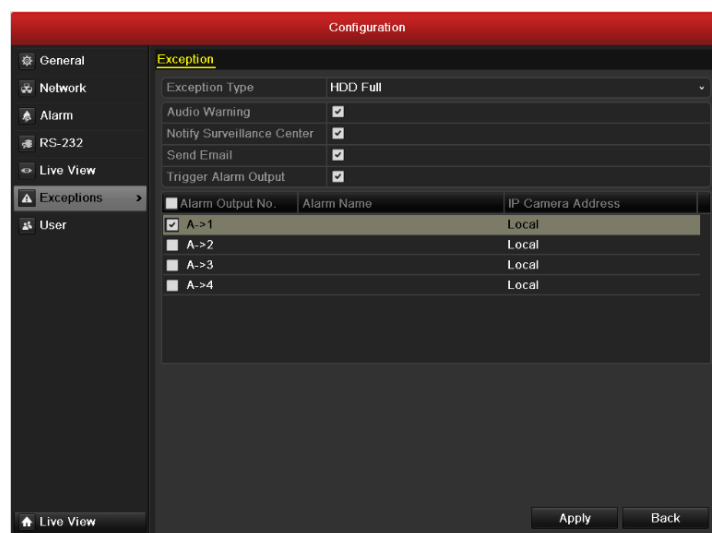 Configuration
General
Network
Alarm
RS-232
Live View
Exceptions
User
Live View
Exception
Exception Type HDD Full
Audio Warning
Notify Surveillance Center
Send Email
Trigger Alarm Output
Alarm Output No. Alarm Name IP Camera Address
A->1 Local
A->2 Local
A->3 Local
A->4 Local
Apply Back